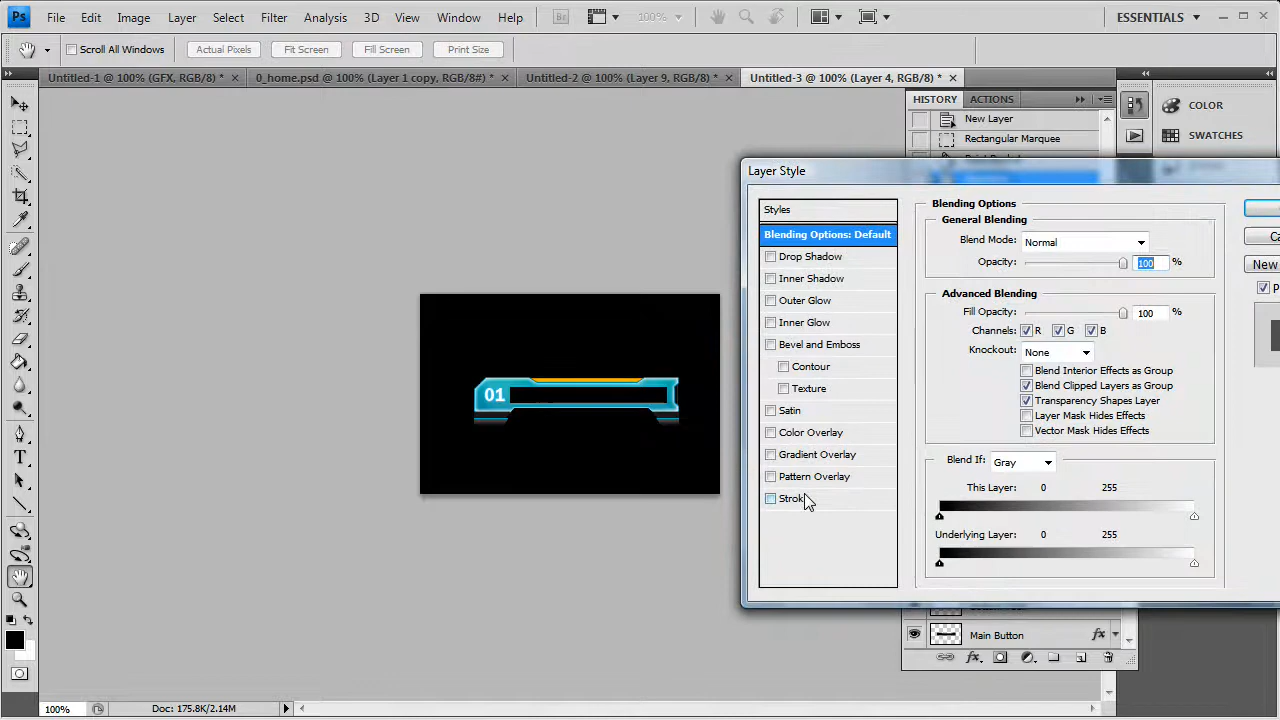 Ps File Edit Image Layer Select Filter Analysis 3D View Window Help Br 100% ESSENTIALS
Scroll All Windows Actual Pixels Fit Screen Fill Screen Print Size
Untitled-1 @ 100% (GFX, RGB/8) * × 0_home.psd @ 100% (Layer 1 copy, RGB/8#) * × Untitled-2 @ 100% (Layer 9, RGB/8) * × Untitled-3 @ 100% (Layer 4, RGB/8) * ×
HISTORY ACTIONS
COLOR
New Layer
SWATCHES
Rectangular Marquee
Layer Style
Styles
Blending Options: Default
Drop Shadow
Inner Shadow
Outer Glow
Inner Glow
Bevel and Emboss
Contour
Texture
Satin
Color Overlay
Gradient Overlay
Pattern Overlay
Strok
Blending Options
General Blending
Blend Mode: Normal
Opacity: 100 %
Advanced Blending
Fill Opacity: 100 %
Channels: R G B
Knockout: None
Blend Interior Effects as Group
Blend Clipped Layers as Group
Transparency Shapes Layer
Layer Mask Hides Effects
Vector Mask Hides Effects
Blend If: Gray
This Layer: 0 255
Underlying Layer: 0 255
Ca
New
P
01
T
Main Button fx
fx
100% Doc: 175.8K/2.14M